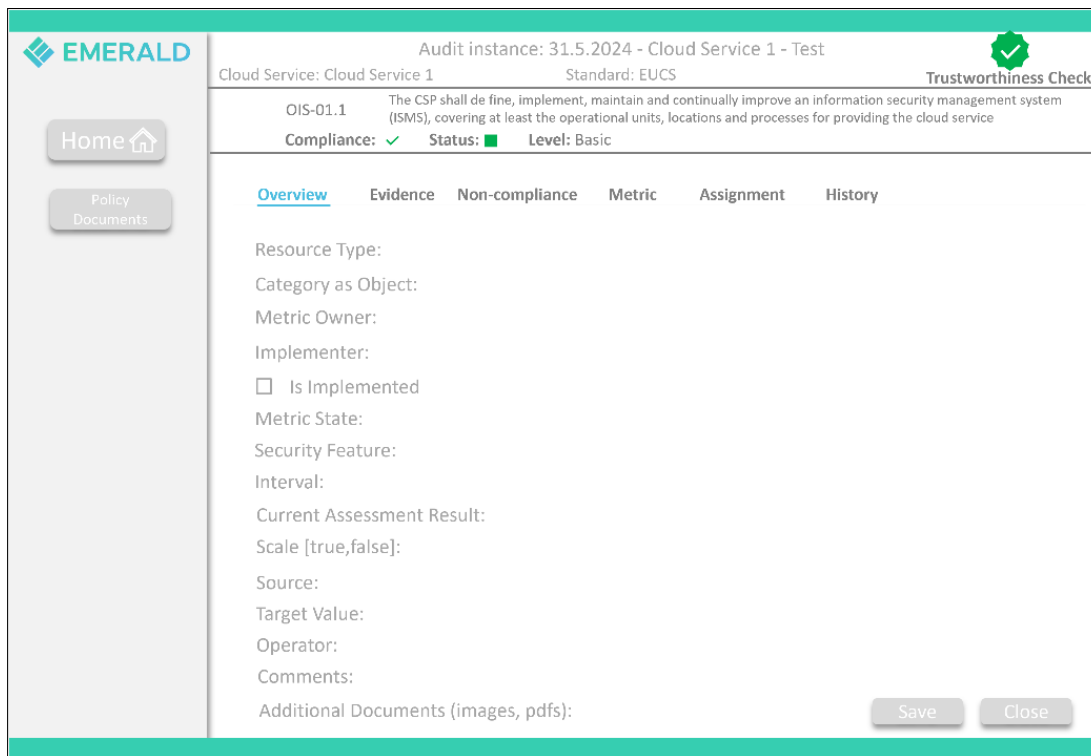 EMERALD
Audit instance: 31.5.2024 - Cloud Service 1 - Test
Cloud Service: Cloud Service 1 Standard: EUCS Trustworthiness Check
OIS-01.1 The CSP shall de fine, implement, maintain and continually improve an information security management system
(ISMS), covering at least the operational units, locations and processes for providing the cloud service
Compliance: ✓ Status: Level: Basic
Home
Policy
Documents
Overview Evidence Non-compliance Metric Assignment History
Resource Type:
Category as Object:
Metric Owner:
Implementer:
Is Implemented
Metric State:
Security Feature:
Interval:
Current Assessment Result:
Scale [true,false]:
Source:
Target Value:
Operator:
Comments:
Additional Documents (images, pdfs):
Save Close